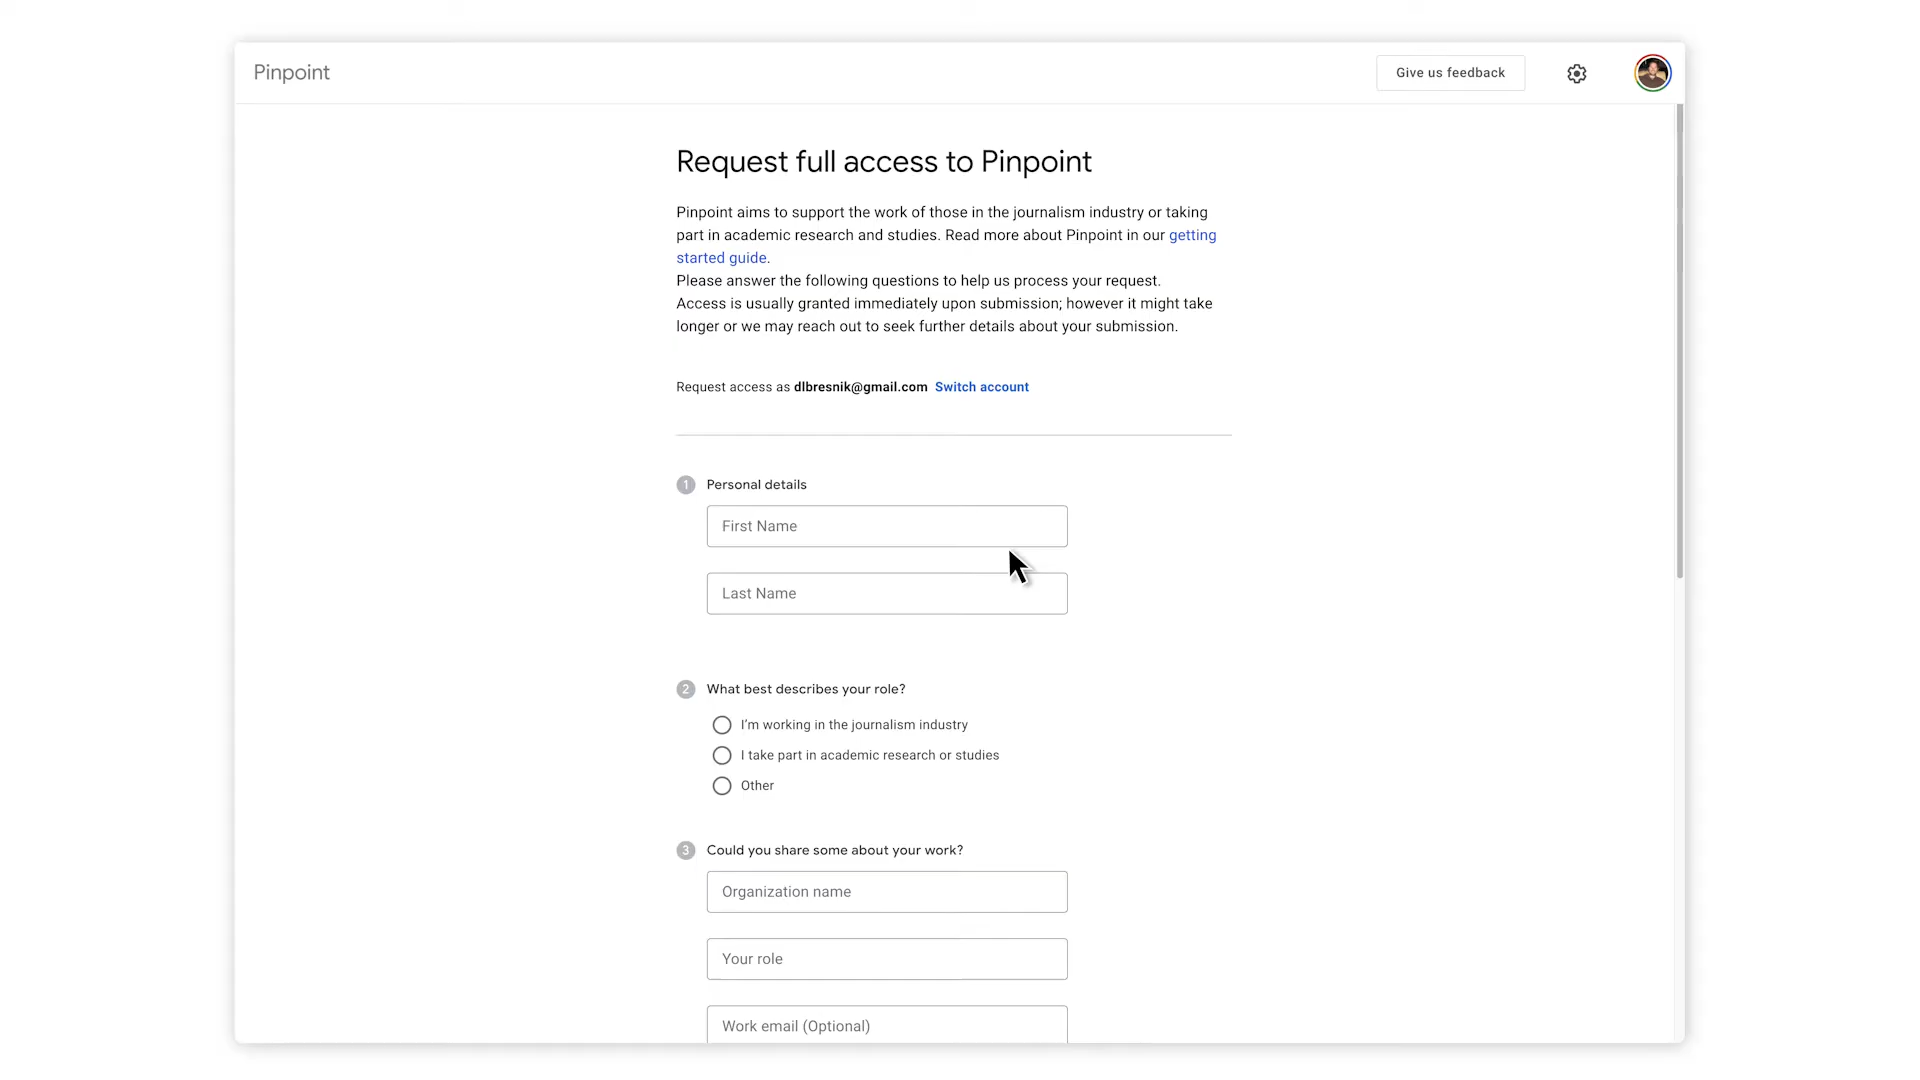 Pinpoint
Give us feedback
Request full access to Pinpoint
Pinpoint aims to support the work of those in the journalism industry or taking
part in academic research and studies. Read more about Pinpoint in our getting
started guide.
Please answer the following questions to help us process your request.
Access is usually granted immediately upon submission; however it might take
longer or we may reach out to seek further details about your submission.
Request access as dlbresnik@gmail.com Switch account
1 Personal details
First Name
Last Name
2 What best describes your role?
I'm working in the journalism industry
I take part in academic research or studies
Other
3 Could you share some about your work?
Organization name
Your role
Work email (Optional)